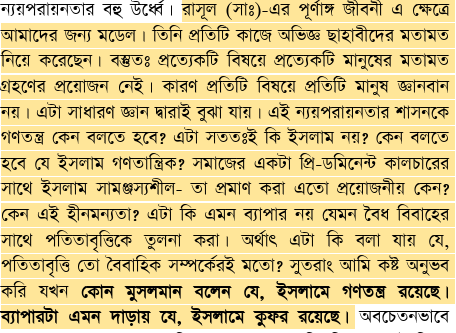 ন্যয়পরায়নতার বহু উর্ধ্বে। রাসূল (সাঃ)-এর পূর্ণাঙ্গ জীবনী এ ক্ষেত্রে
আমাদের জন্য মডেল। তিনি প্রতিটি কাজে অভিজ্ঞ ছাহাবীদের মতামত
নিয়ে করেছেন। বস্তুতঃ প্রত্যেকটি বিষয়ে প্রত্যেকটি মানুষের মতামত
গ্রহণের প্রয়োজন নেই। কারণ প্রতিটি বিষয়ে প্রতিটি মানুষ জ্ঞানবান
নয়। এটা সাধারণ জ্ঞান দ্বারাই বুঝা যায়। এই ন্যয়পরায়নতার শাসনকে
গণতন্ত্র কেন বলতে হবে? এটা সততঃই কি ইসলাম নয়? কেন বলতে
হবে যে ইসলাম গণতান্ত্রিক? সমাজের একটা প্রি-ডমিনেন্ট কালচারের
সাথে ইসলাম সামঞ্জস্যশীল- তা প্রমাণ করা এতো প্রয়োজনীয় কেন?
কেন এই হীনমন্যতা? এটা কি এমন ব্যাপার নয় যেমন বৈধ বিবাহের
সাথে পতিতাবৃত্তিকে তুলনা করা। অর্থাৎ এটা কি বলা যায় যে,
পতিতাবৃত্তি তো বৈবাহিক সম্পর্কেরই মতো? সুতরাং আমি কষ্ট অনুভব
করি যখন কোন মুসলমান বলেন যে, ইসলামে গণতন্ত্র রয়েছে।
ব্যাপারটা এমন দাড়ায় যে, ইসলামে কুফর রয়েছে। অবচেতনভাবে